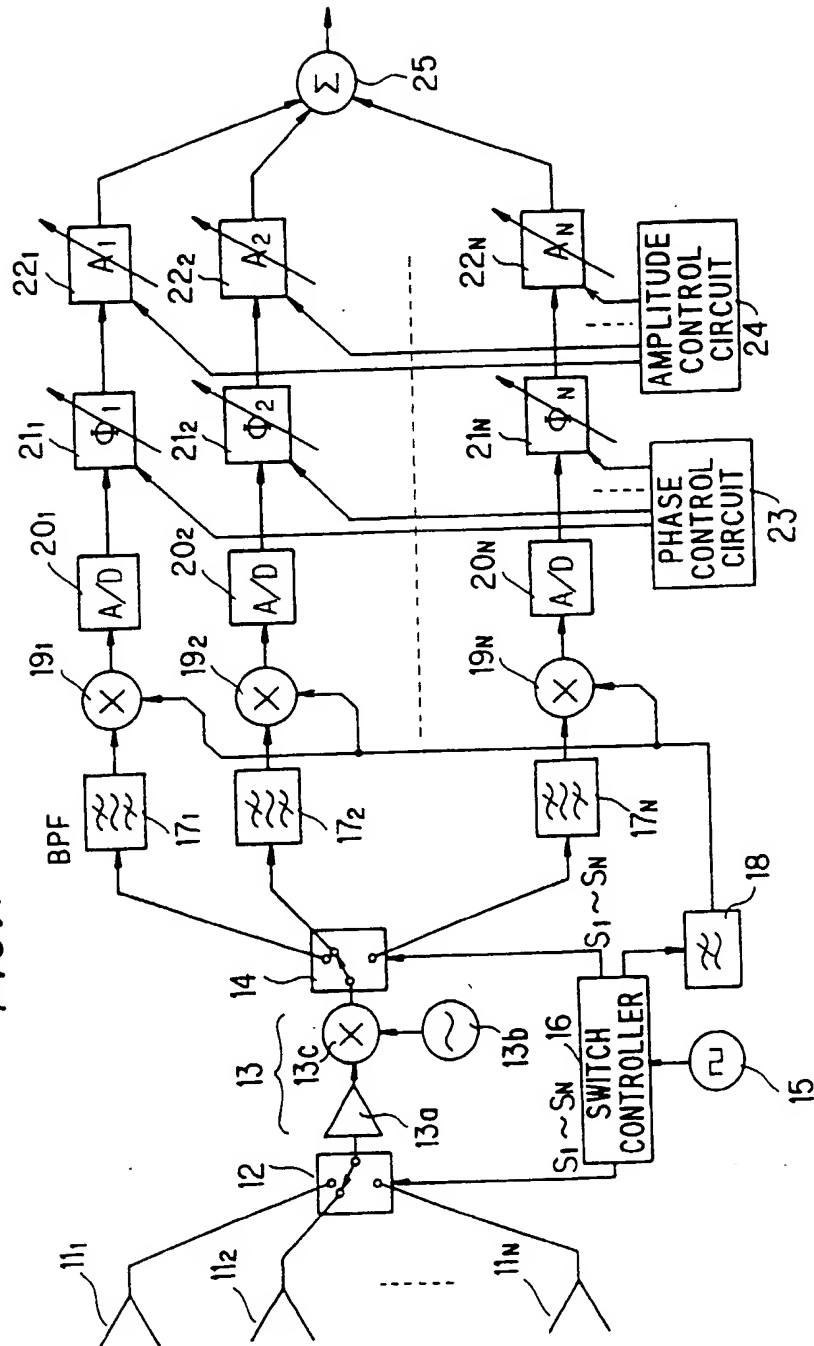 11₁
11₂
11N
12
13
13a
13b
13c
14
S₁~SN
S₁~SN
16
SWITCH
CONTROLLER
15
18
BPF
17₁
17₂
17N
19₁
19₂
19N
20₁
A/D
20₂
A/D
20N
A/D
21₁
Φ₁
21₂
Φ₂
21N
ΦN
PHASE
CONTROL
CIRCUIT
23
22₁
A₁
22₂
A₂
22N
AN
AMPLITUDE
CONTROL
CIRCUIT
24
Σ
25